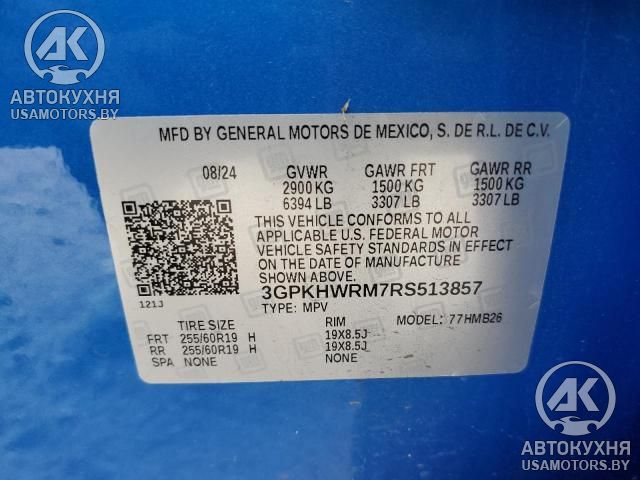 AK
АВТОКУХНЯ
USAMOTORS.BY
MFD BY GENERAL MOTORS DE MEXICO, S. DE R.L. DE C.V.
08/24 GVWR GAWR FRT GAWR RR
2900 KG 1500 KG 1500 KG
6394 LB 3307 LB 3307 LB
THIS VEHICLE CONFORMS TO ALL
APPLICABLE U.S. FEDERAL MOTOR
VEHICLE SAFETY STANDARDS IN EFFECT
ON THE DATE OF MANUFACTURE
SHOWN ABOVE.
121J
3GPKHWRM7RS513857
TYPE: MPV
MODEL: 77HMB26
TIRE SIZE RIM
FRT 255/60R19 H 19X8.5J
RR 255/60R19 H 19X8.5J
SPA NONE NONE
AK
АВТОКУХНЯ
USAMOTORS.BY